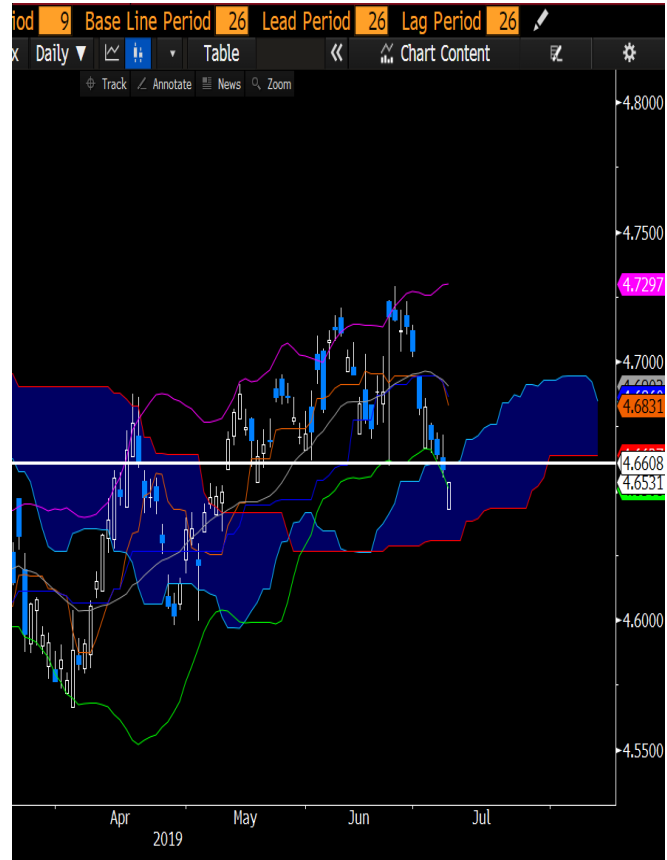 iod 9 Base Line Period 26 Lead Period 26 Lag Period 26
x Daily ▼ Table « Chart Content
Track Annotate News Zoom
4.8000
4.7500
4.7297
4.7000
4.6831
4.6608
4.6531
4.6000
4.5500
Apr May Jun Jul
2019